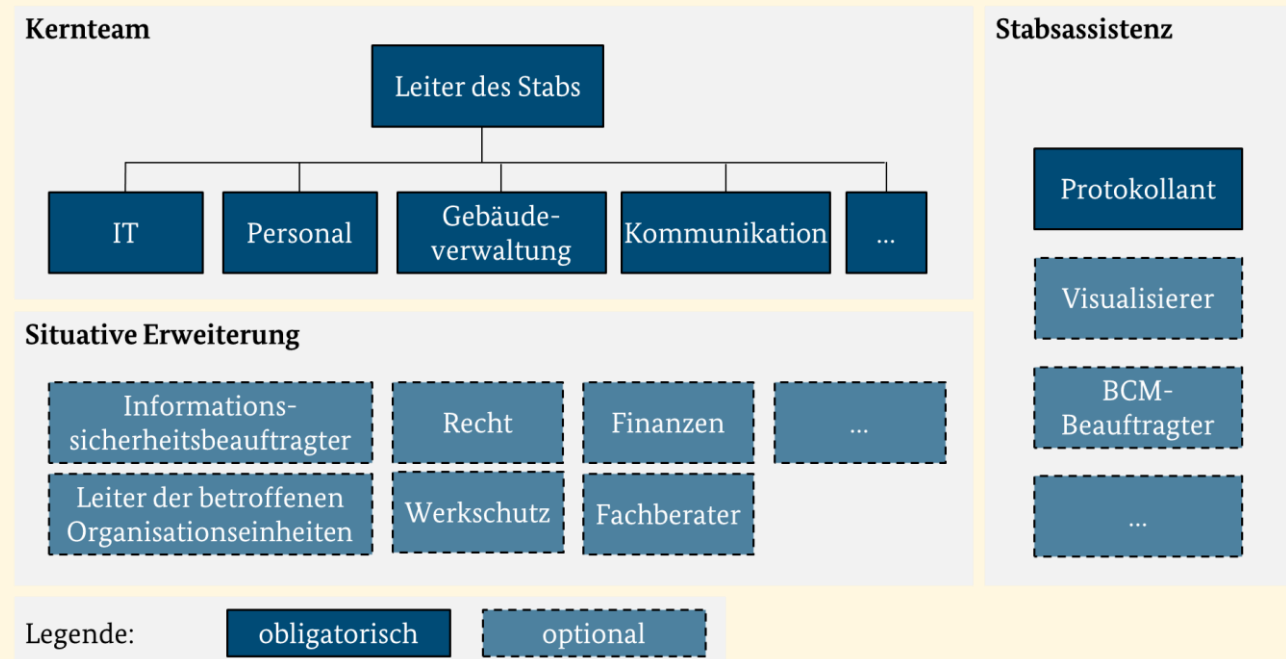 Kernteam
Leiter des Stabs
IT
Personal
Gebäude-
verwaltung
Kommunikation
...
Situative Erweiterung
Informations-
sicherheitsbeauftragter
Recht
Finanzen
...
Leiter der betroffenen
Organisationseinheiten
Werkschutz
Fachberater
Stabsassistenz
Protokollant
Visualisierer
BCM-
Beauftragter
...
Legende:
obligatorisch
optional